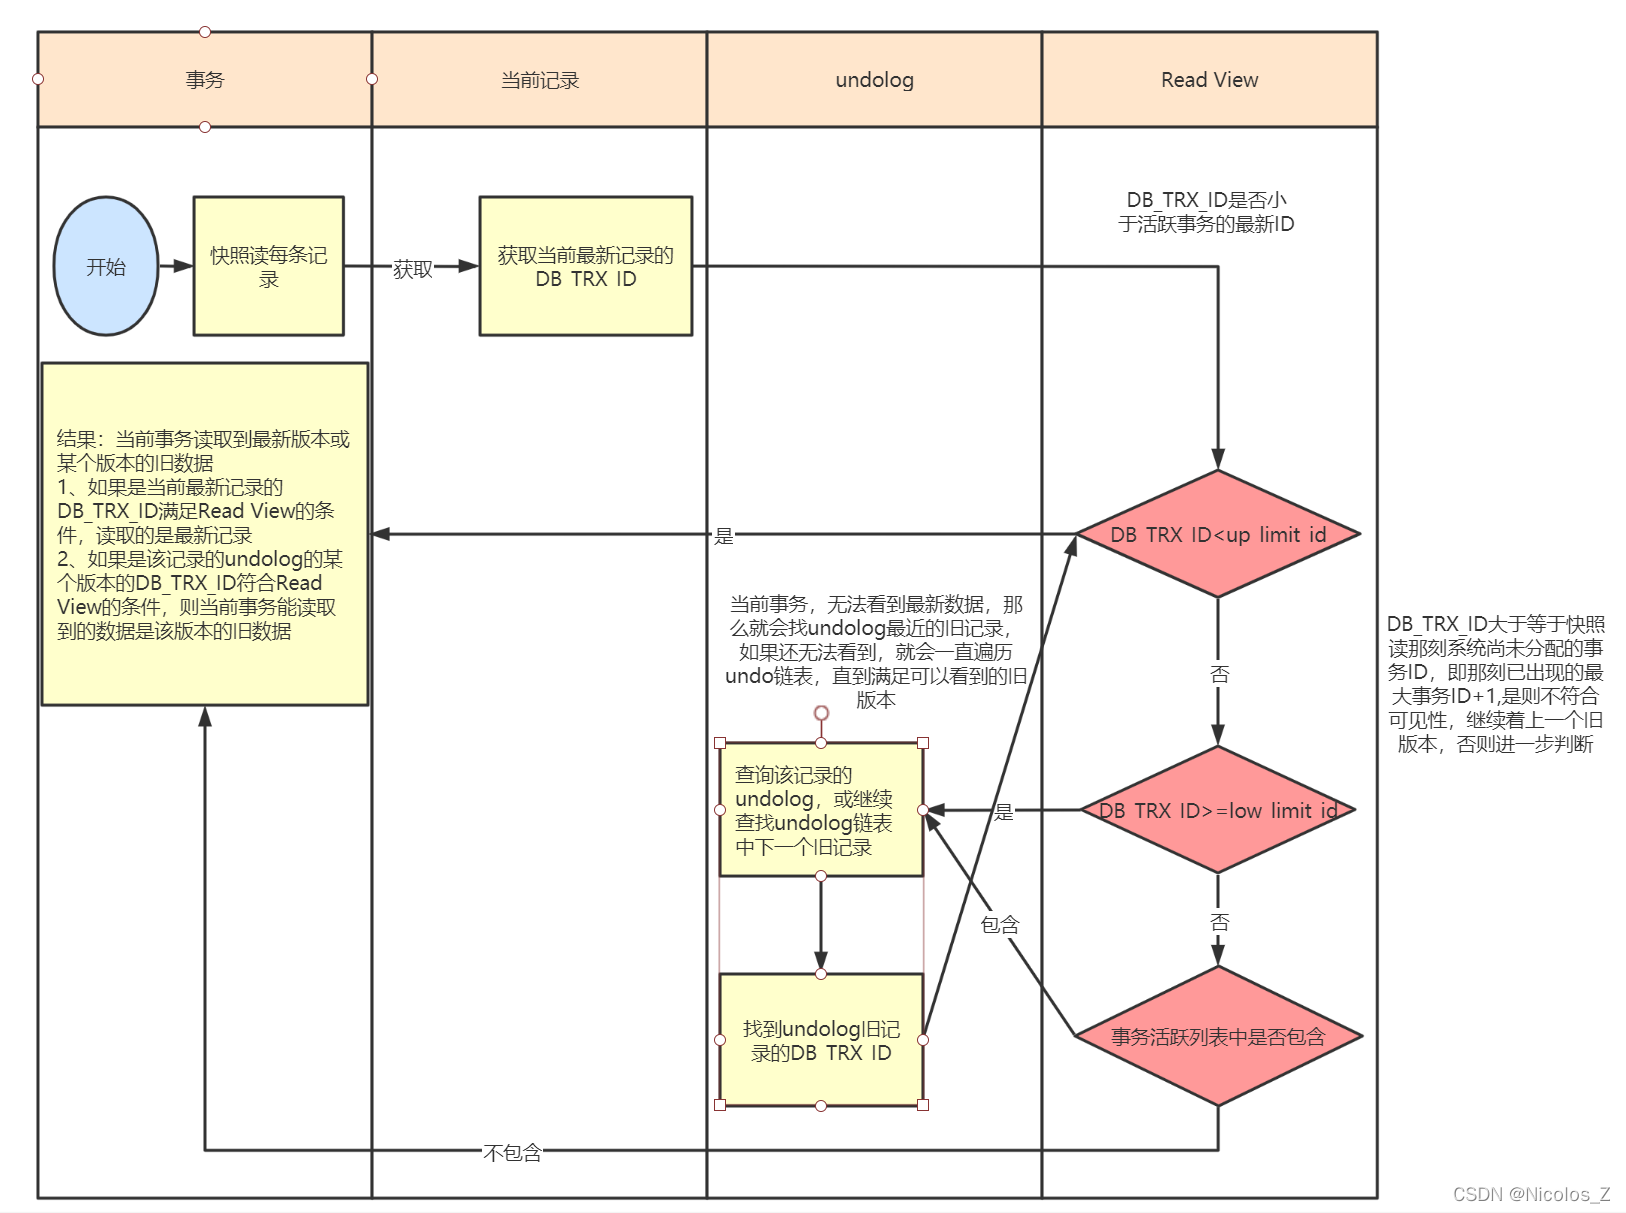 事务
当前记录
undolog
Read View
DB_TRX_ID是否小
于活跃事务的最新ID
开始
快照读每条记
录
获取
获取当前最新记录的
DB TRX ID
结果：当前事务读取到最新版本或
某个版本的旧数据
1、如果是当前最新记录的
DB_TRX_ID满足Read View的条
件，读取的是最新记录
2、如果是该记录的undolog的某
个版本的DB_TRX_ID符合Read
View的条件，则当前事务能读取
到的数据是该版本的旧数据
是
DB TRX ID<up limit id
当前事务，无法看到最新数据，那
么就会找undolog最近的旧记录，
如果还无法看到，就会一直遍历
undo链表，直到满足可以看到的旧
版本
否
DB_TRX_ID大于等于快照
读那刻系统尚未分配的事
务ID，即那刻已出现的最
大事务ID+1,是则不符合
可见性，继续着上一个旧
版本，否则进一步判断
查询该记录的
undolog，或继续
查找undolog链表
中下一个旧记录
是
DB TRX ID>=low limit id
包含
否
找到undolog旧记
录的DB TRX ID
事务活跃列表中是否包含
不包含
CSDN @Nicolos_Z